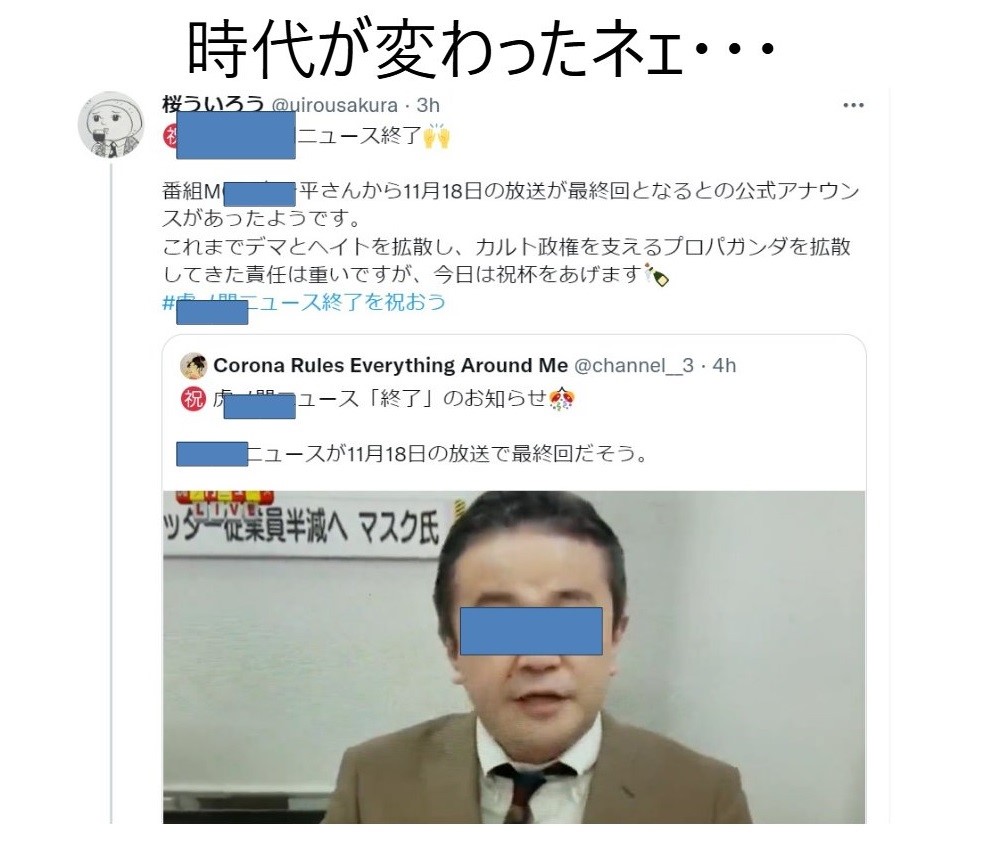 時代が変わったネェ・・・
桜ういろう @uirousakura · 3h
㊗ ニュース終了🙌
番組M 平さんから11月18日の放送が最終回となるとの公式アナウン
スがあったようです。
これまでデマとヘイトを拡散し、カルト政権を支えるプロパガンダを拡散
してきた責任は重いですが、今日は祝杯をあげます🍾
# ニュース終了を祝おう
Corona Rules Everything Around Me @channel__3 · 4h
㊗ ュース「終了」のお知らせ🎊
ニュースが11月18日の放送で最終回だそう。
LIVE
ッター従業員半減へ マスク氏